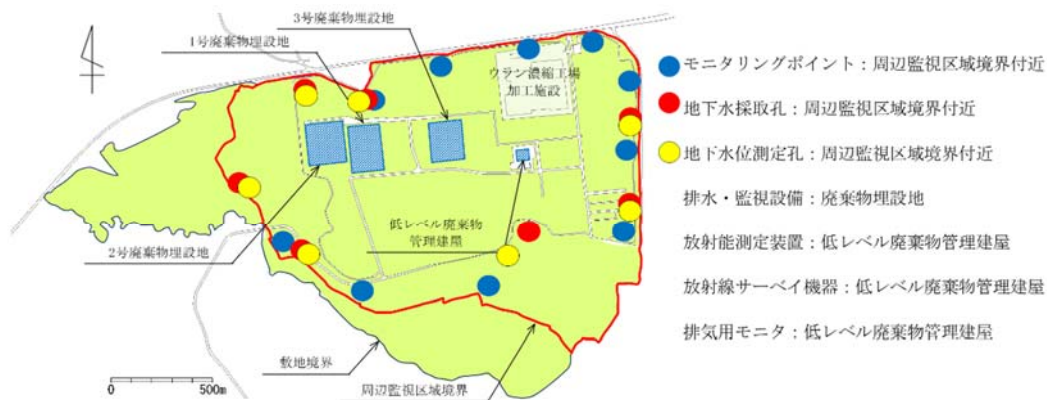 3号廃棄物埋設地
1号廃棄物埋設地
ウラン濃縮工場
加工施設
低レベル廃棄物
管理建屋
2号廃棄物埋設地
敷地境界
周辺監視区域境界
0
500m
モニタリングポイント：周辺監視区域境界付近
地下水採取孔：周辺監視区域境界付近
地下水位測定孔：周辺監視区域境界付近
排水・監視設備：廃棄物埋設地
放射能測定装置：低レベル廃棄物管理建屋
放射線サーベイ機器：低レベル廃棄物管理建屋
排気用モニタ：低レベル廃棄物管理建屋